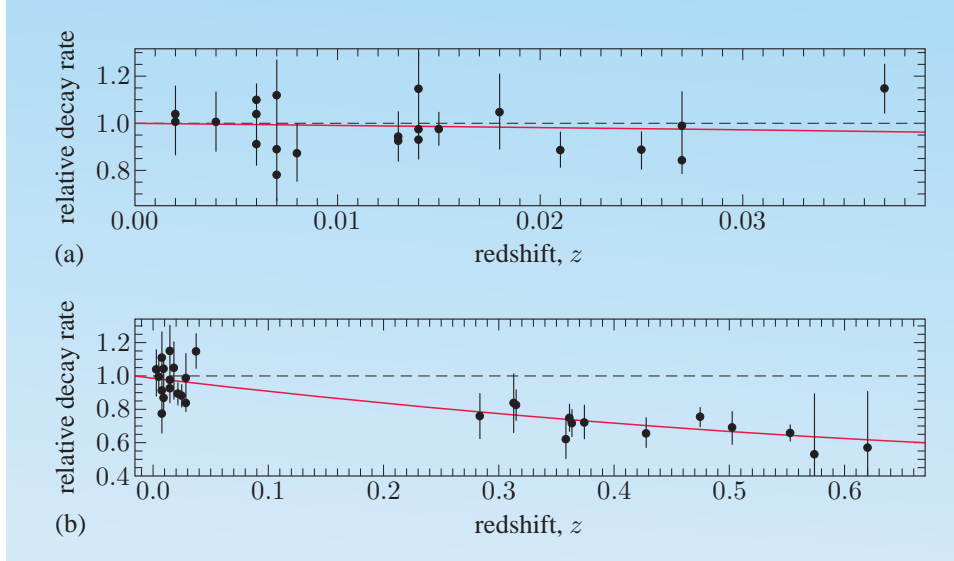 relative decay rate
1.2
1.0
0.8
0.00 0.01 0.02 0.03
redshift, z
(a)
relative decay rate
1.2
1.0
0.8
0.6
0.4
0.0 0.1 0.2 0.3 0.4 0.5 0.6
redshift, z
(b)